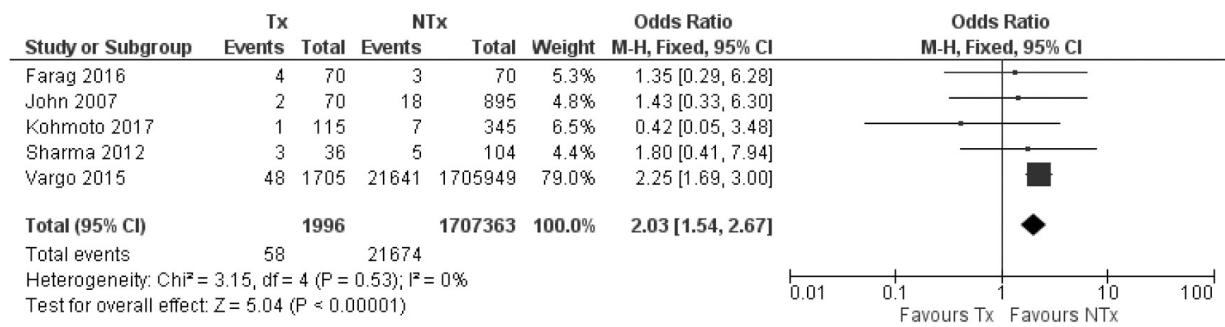 Tx NTx Odds Ratio Odds Ratio
Study or Subgroup Events Total Events Total Weight M-H, Fixed, 95% CI M-H, Fixed, 95% CI
Farag 2016 4 70 3 70 5.3% 1.35 [0.29, 6.28]
John 2007 2 70 18 895 4.8% 1.43 [0.33, 6.30]
Kohmoto 2017 1 115 7 345 6.5% 0.42 [0.05, 3.48]
Sharma 2012 3 36 5 104 4.4% 1.80 [0.41, 7.94]
Vargo 2015 48 1705 21641 1705949 79.0% 2.25 [1.69, 3.00]
Total (95% CI) 1996 1707363 100.0% 2.03 [1.54, 2.67]
Total events 58 21674
Heterogeneity: Chi² = 3.15, df = 4 (P = 0.53); I² = 0%
Test for overall effect: Z = 5.04 (P < 0.00001)
0.01 0.1 1 10 100
Favours Tx Favours NTx